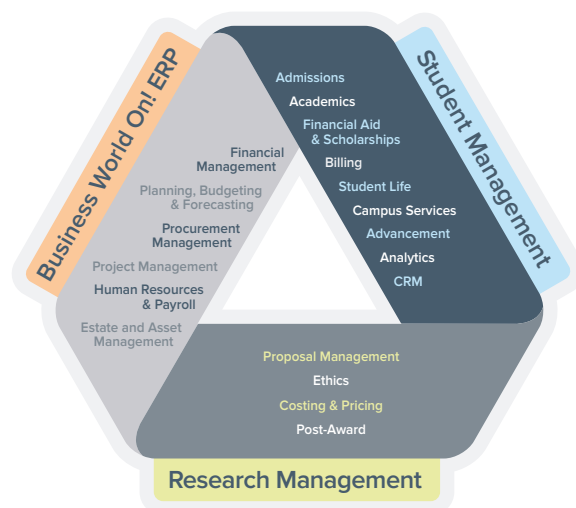 Business World On! ERP
Financial
Management
Planning, Budgeting
& Forecasting
Procurement
Management
Project Management
Human Resources
& Payroll
Estate and Asset
Management
Student Management
Admissions
Academics
Financial Aid
& Scholarships
Billing
Student Life
Campus Services
Advancement
Analytics
CRM
Proposal Management
Ethics
Costing & Pricing
Post-Award
Research Management